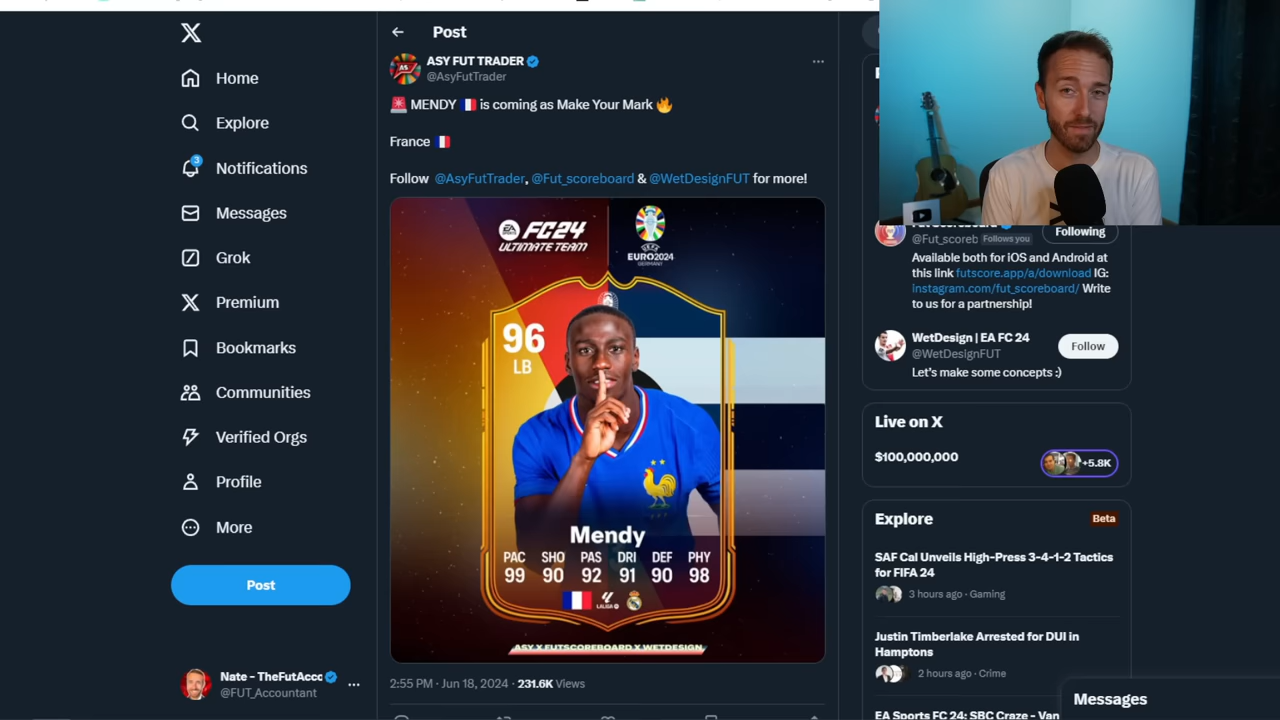 Home
Explore
3
Notifications
Messages
Grok
Premium
Bookmarks
Communities
Verified Orgs
Profile
More
Post
Nate - TheFutAcc
@FUT_Accountant
Post
ASY FUT TRADER
@AsyFutTrader
🚨 MENDY 🇫🇷 is coming as Make Your Mark 🔥
France 🇫🇷
Follow @AsyFutTrader, @Fut_scoreboard & @WetDesignFUT for more!
EA SPORTS FC24
ULTIMATE TEAM
UEFA
EURO2024
GERMANY
96
LB
Mendy
PAC SHO PAS DRI DEF PHY
99 90 92 91 90 98
LALIGA
ASY X FUTSCOREBOARD X WETDESIGN
2:55 PM · Jun 18, 2024 · 231.6K Views
@Fut_scoreb Follows you
Following
Available both for iOS and Android at
this link futscore.app/a/download IG:
Instagram.com/fut_scoreboard/ Write
to us for a partnership!
WetDesign | EA FC 24
@WetDesignFUT
Follow
Let's make some concepts :)
Live on X
$100,000,000
+5.8K
Explore
Beta
SAF Cal Unveils High-Press 3-4-1-2 Tactics
for FIFA 24
3 hours ago · Gaming
Justin Timberlake Arrested for DUI in
Hamptons
2 hours ago · Crime
EA Sports FC 24: SBC Craze - Van
Messages